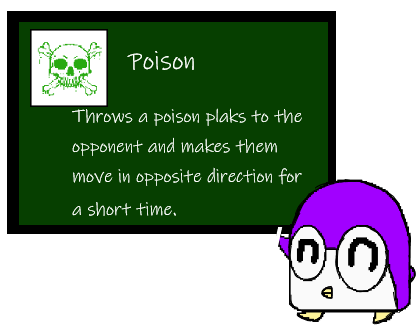 Poison
Throws a poison plaks to the
opponent and makes them
move in opposite direction for
a short time.